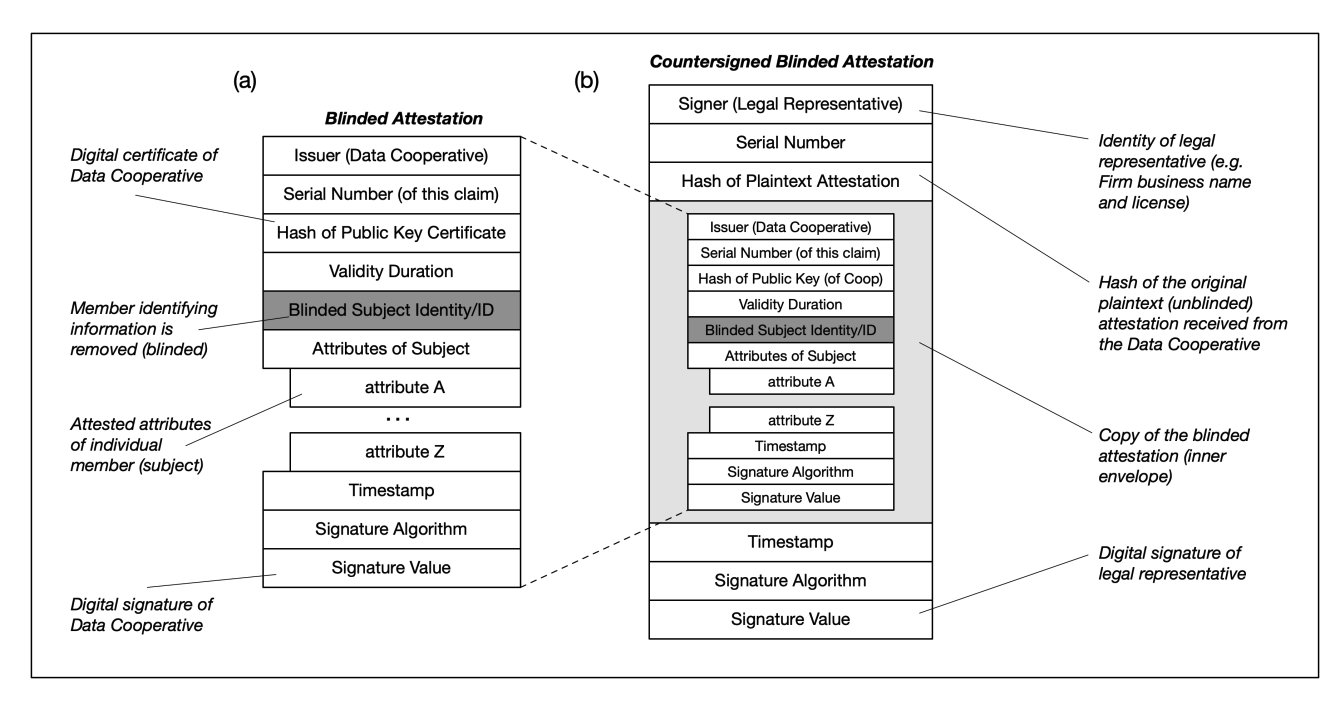 (a)
Blinded Attestation
Issuer (Data Cooperative)
Serial Number (of this claim)
Hash of Public Key Certificate
Validity Duration
Blinded Subject Identity/ID
Attributes of Subject
attribute A
...
attribute Z
Timestamp
Signature Algorithm
Signature Value
Digital certificate of
Data Cooperative
Member identifying
information is
removed (blinded)
Attested attributes
of individual
member (subject)
Digital signature of
Data Cooperative
(b)
Countersigned Blinded Attestation
Signer (Legal Representative)
Serial Number
Hash of Plaintext Attestation
Issuer (Data Cooperative)
Serial Number (of this claim)
Hash of Public Key (of Coop)
Validity Duration
Blinded Subject Identity/ID
Attributes of Subject
attribute A
attribute Z
Timestamp
Signature Algorithm
Signature Value
Timestamp
Signature Algorithm
Signature Value
Identity of legal
representative (e.g.
Firm business name
and license)
Hash of the original
plaintext (unblinded)
attestation received from
the Data Cooperative
Copy of the blinded
attestation (inner
envelope)
Digital signature of
legal representative